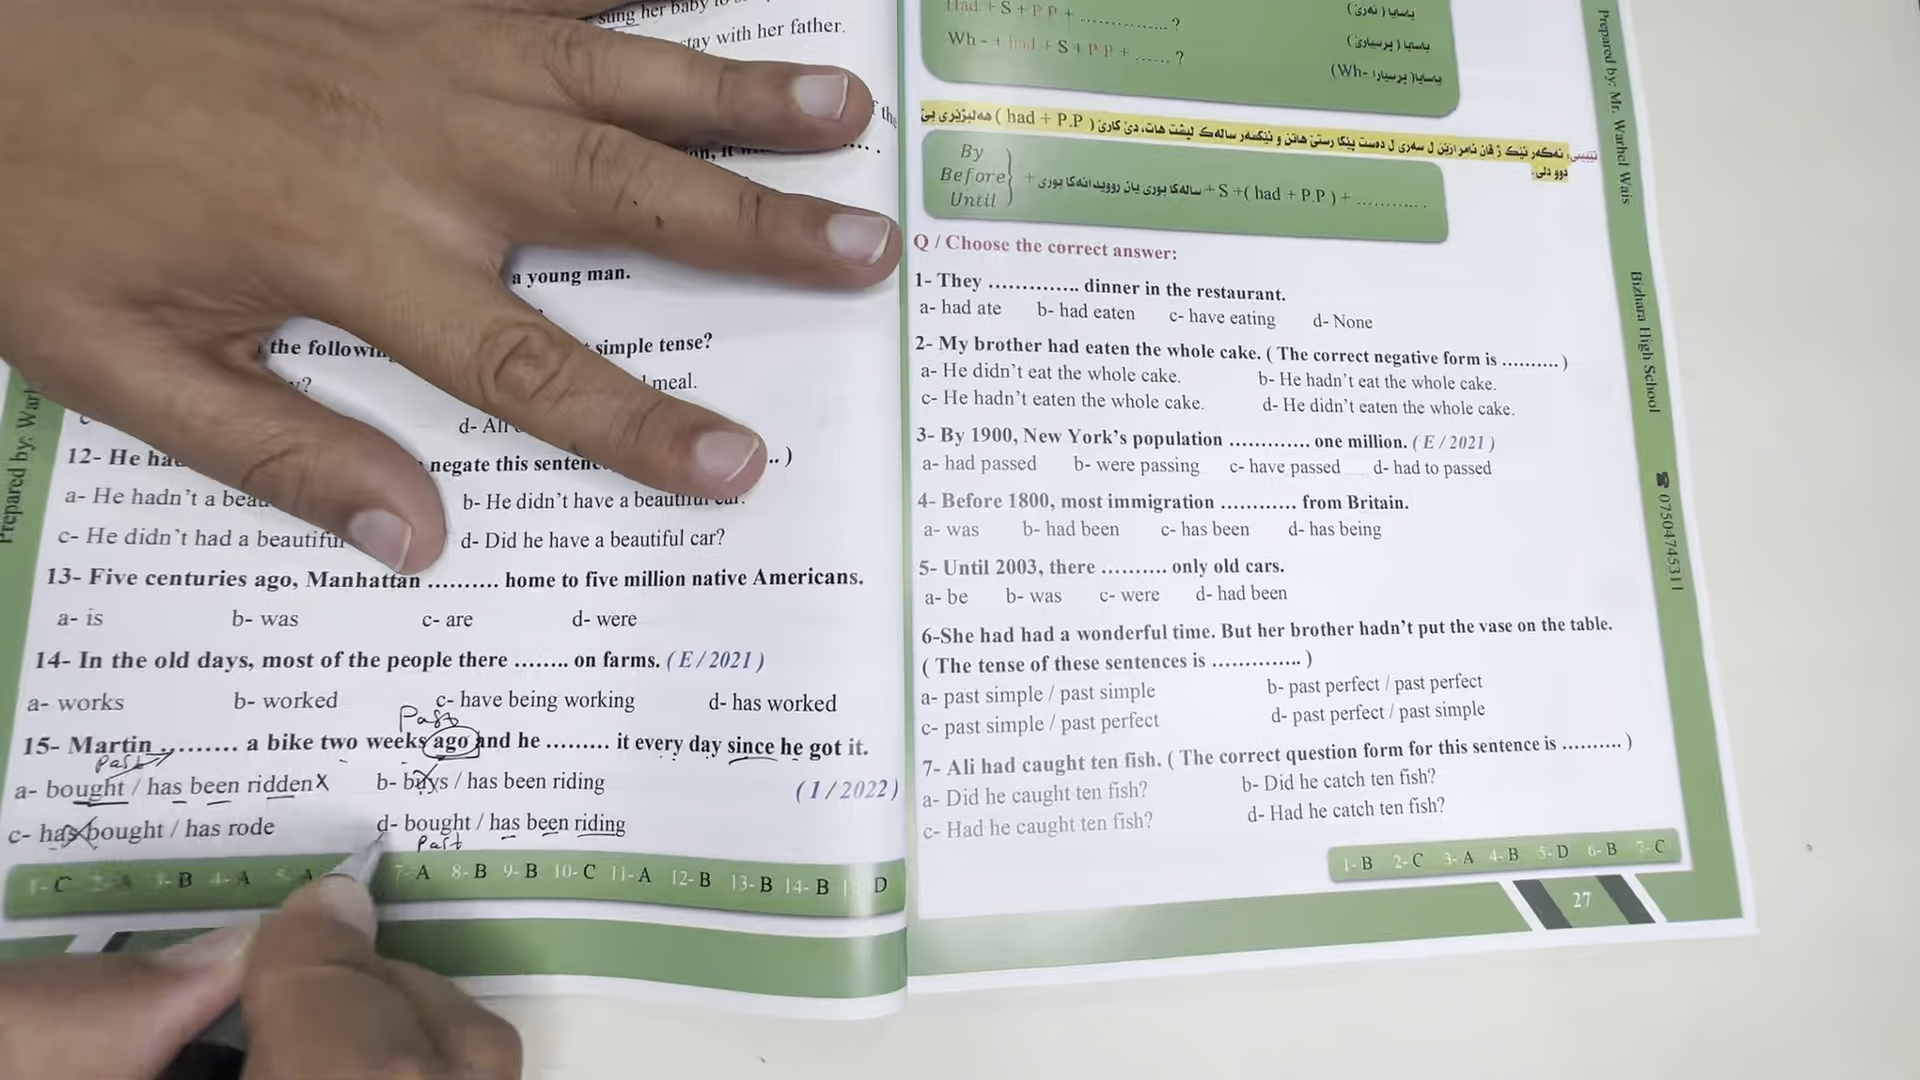 sung her baby to
stay with her father.
a young man.
the following simple tense?
meal.
12- He negate this sentence .. )
a- He hadn't a b- He didn't have a beautiful car.
c- He didn't had a beautiful d- Did he have a beautiful car?
13- Five centuries ago, Manhattan .......... home to five million native Americans.
a- is b- was c- are d- were
14- In the old days, most of the people there ........ on farms. ( E / 2021 )
a- works b- worked c- have being working d- has worked
Past
15- Martin ......... a bike two weeks ago and he ......... it every day since he got it.
Past
a- bought / has been ridden X b- buys / has been riding ( 1 / 2022 )
c- has bought / has rode d- bought / has been riding
Past
1- C B 4- A A 7- A 8- B 9- B 10- C 11- A 12- B 13- B 14- B D
Had + S + P P + ............... ?
Wh - + had + S + P P + ...... ?
یاسایا ( نەرێ )
یاسایا ( پرسیارێ )
یاسایا( پرسیارا -Wh)
By
Before
Until
+ S +( had + P.P ) + ............ .
Q / Choose the correct answer:
1- They .............. dinner in the restaurant.
a- had ate b- had eaten c- have eating d- None
2- My brother had eaten the whole cake. ( The correct negative form is .......... )
a- He didn't eat the whole cake. b- He hadn't eat the whole cake.
c- He hadn't eaten the whole cake. d- He didn't eaten the whole cake.
3- By 1900, New York's population ............. one million. ( E / 2021 )
a- had passed b- were passing c- have passed d- had to passed
4- Before 1800, most immigration ............ from Britain.
a- was b- had been c- has been d- has being
5- Until 2003, there .......... only old cars.
a- be b- was c- were d- had been
6-She had had a wonderful time. But her brother hadn't put the vase on the table.
( The tense of these sentences is .............. )
a- past simple / past simple b- past perfect / past perfect
c- past simple / past perfect d- past perfect / past simple
7- Ali had caught ten fish. ( The correct question form for this sentence is .......... )
a- Did he caught ten fish? b- Did he catch ten fish?
c- Had he caught ten fish? d- Had he catch ten fish?
1- B 2- C 3- A 4- B 5- D 6- B 7- C
27
Prepared by: Mr. Warhel Wais
Bizhara High School
☎ 07504745311
Prepared by: